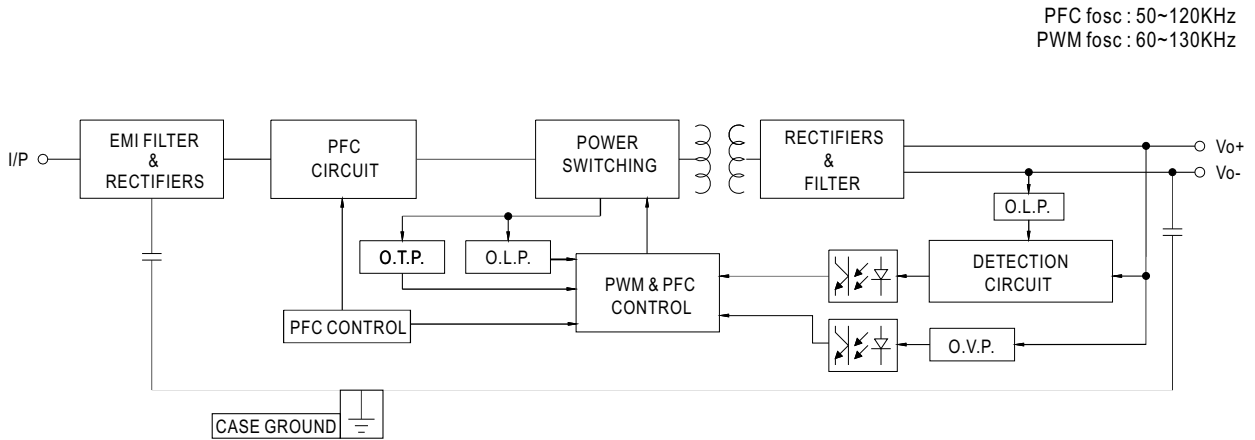 PFC fosc : 50~120KHz
PWM fosc : 60~130KHz
I/P
EMI FILTER
&
RECTIFIERS
PFC
CIRCUIT
POWER
SWITCHING
RECTIFIERS
&
FILTER
Vo+
Vo-
O.L.P.
O.T.P.
O.L.P.
PWM & PFC
CONTROL
DETECTION
CIRCUIT
PFC CONTROL
O.V.P.
CASE GROUND